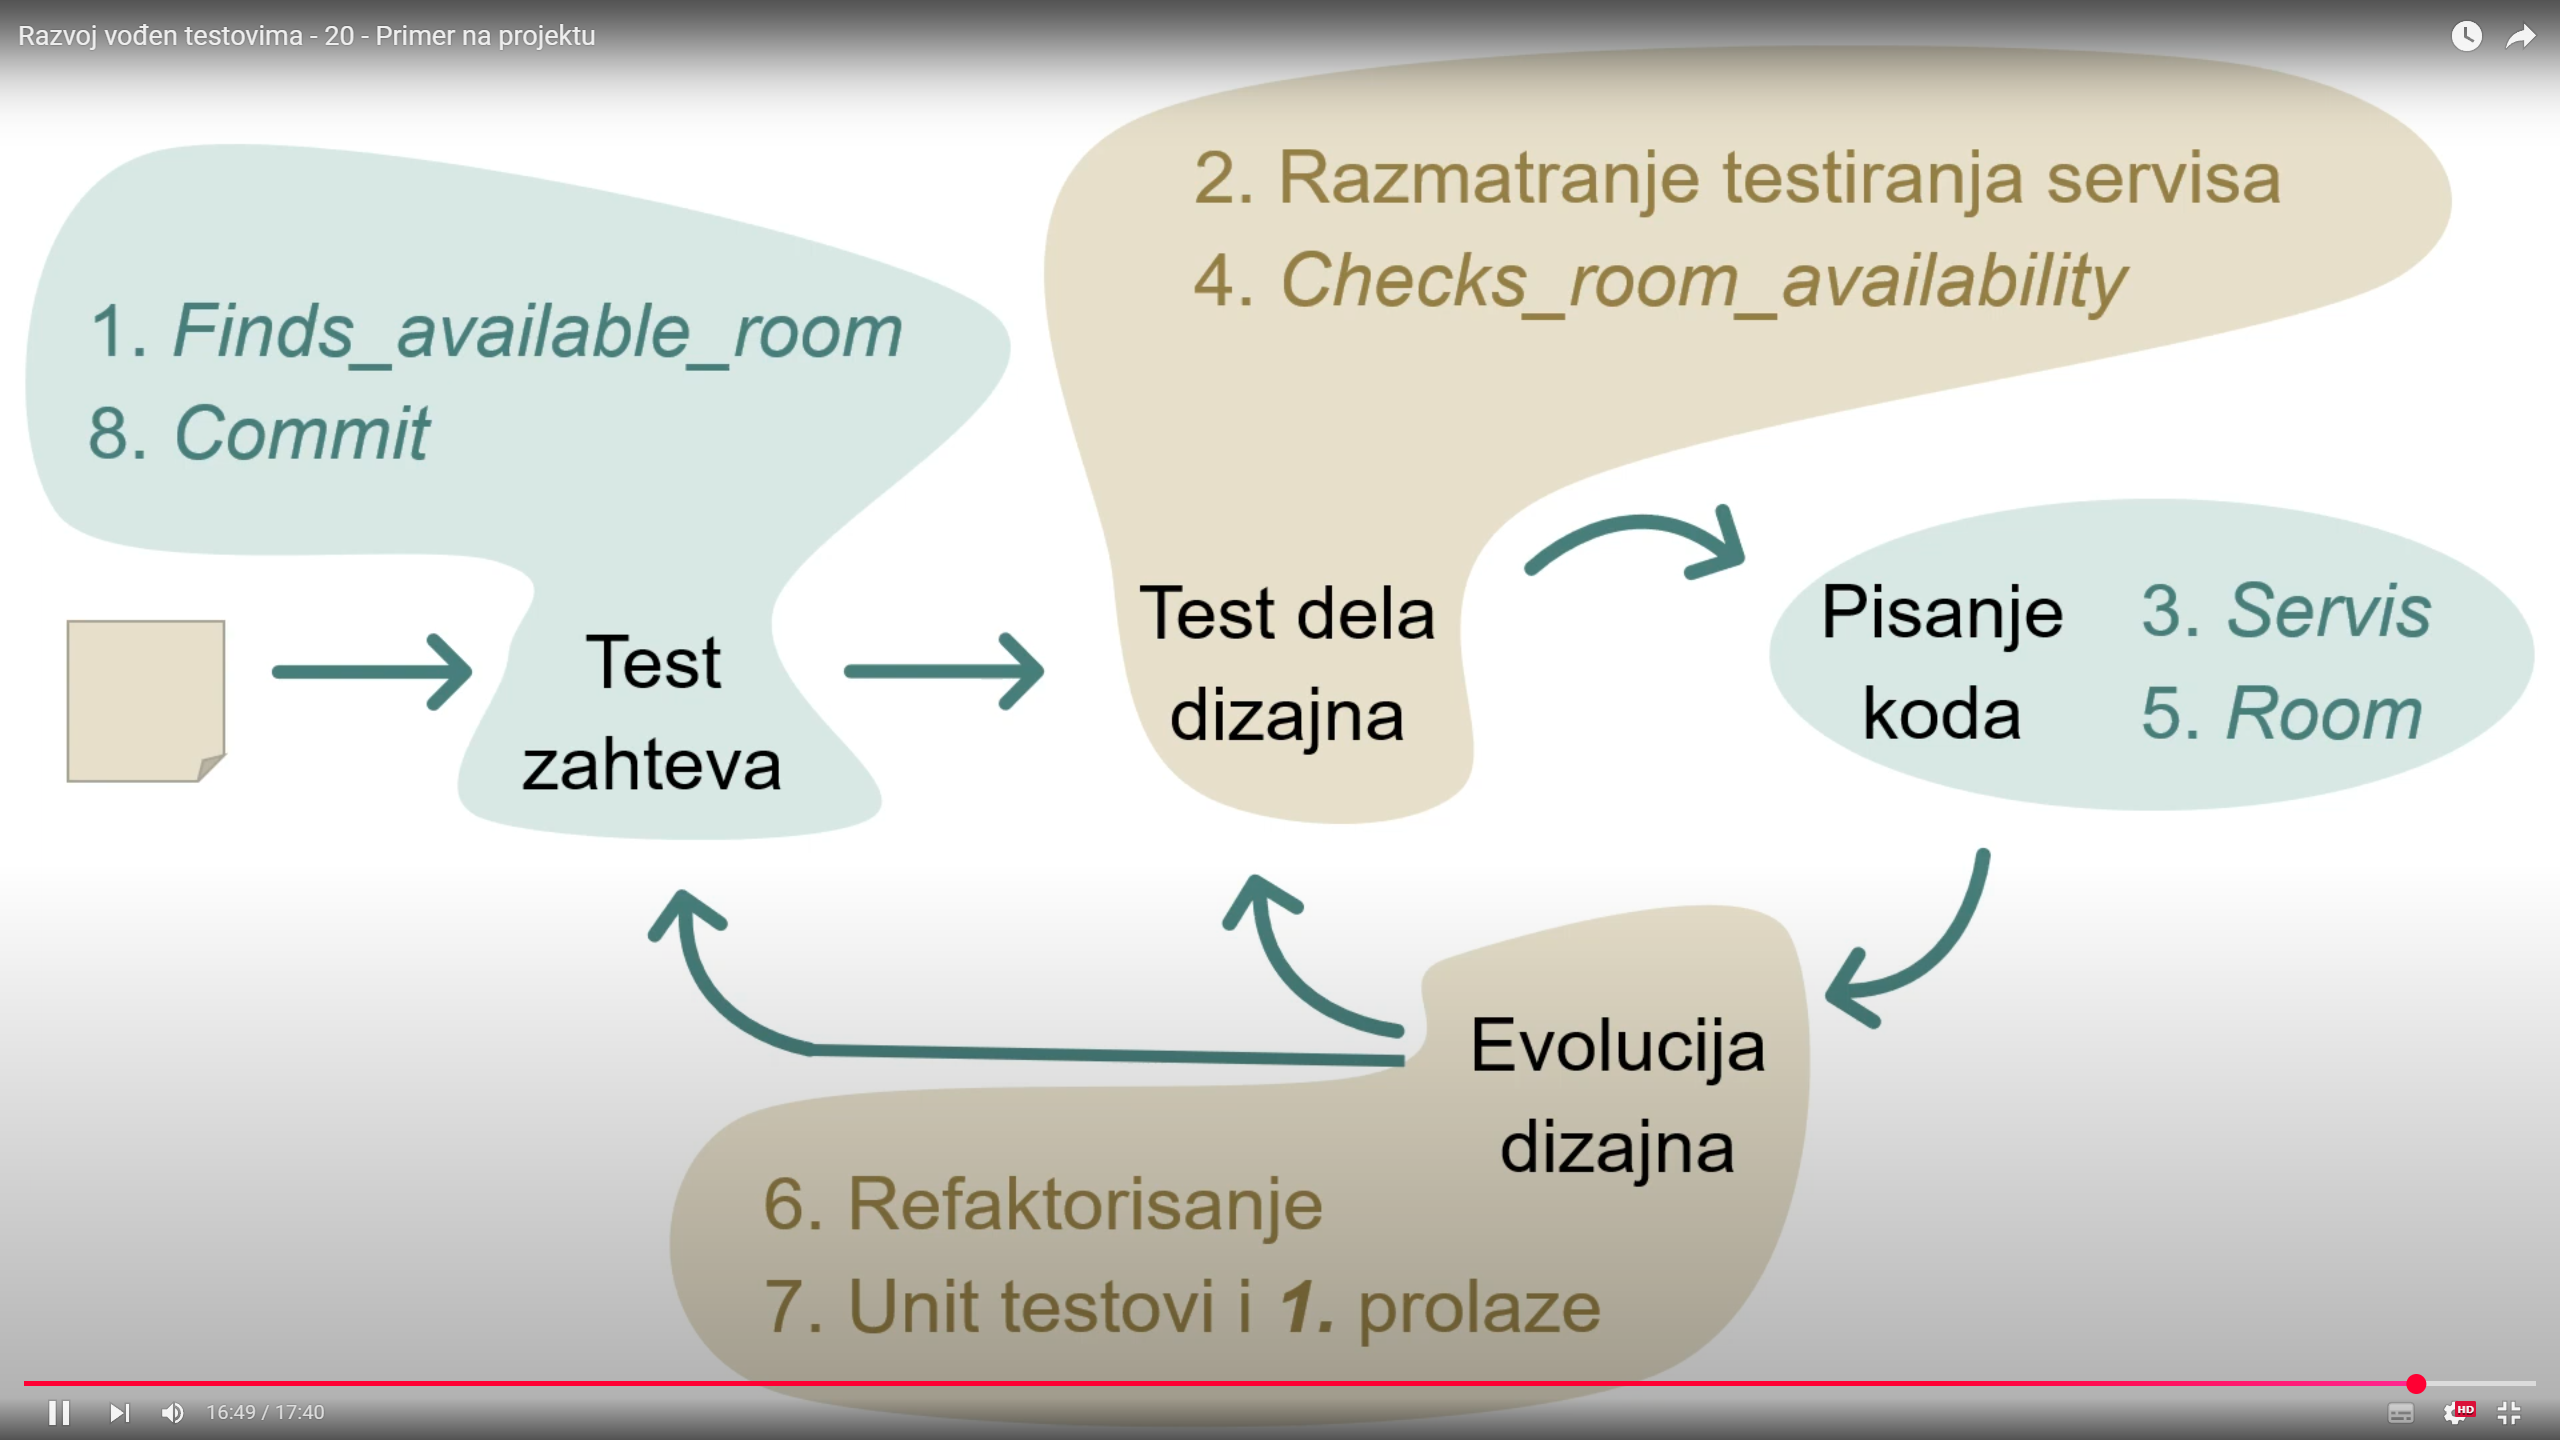 Razvoj vođen testovima - 20 - Primer na projektu
1. Finds_available_room
8. Commit
2. Razmatranje testiranja servisa
4. Checks_room_availability
Test
zahteva
Test dela
dizajna
Pisanje
koda
3. Servis
5. Room
Evolucija
dizajna
6. Refaktorisanje
7. Unit testovi i 1. prolaze
16:49 / 17:40
HD